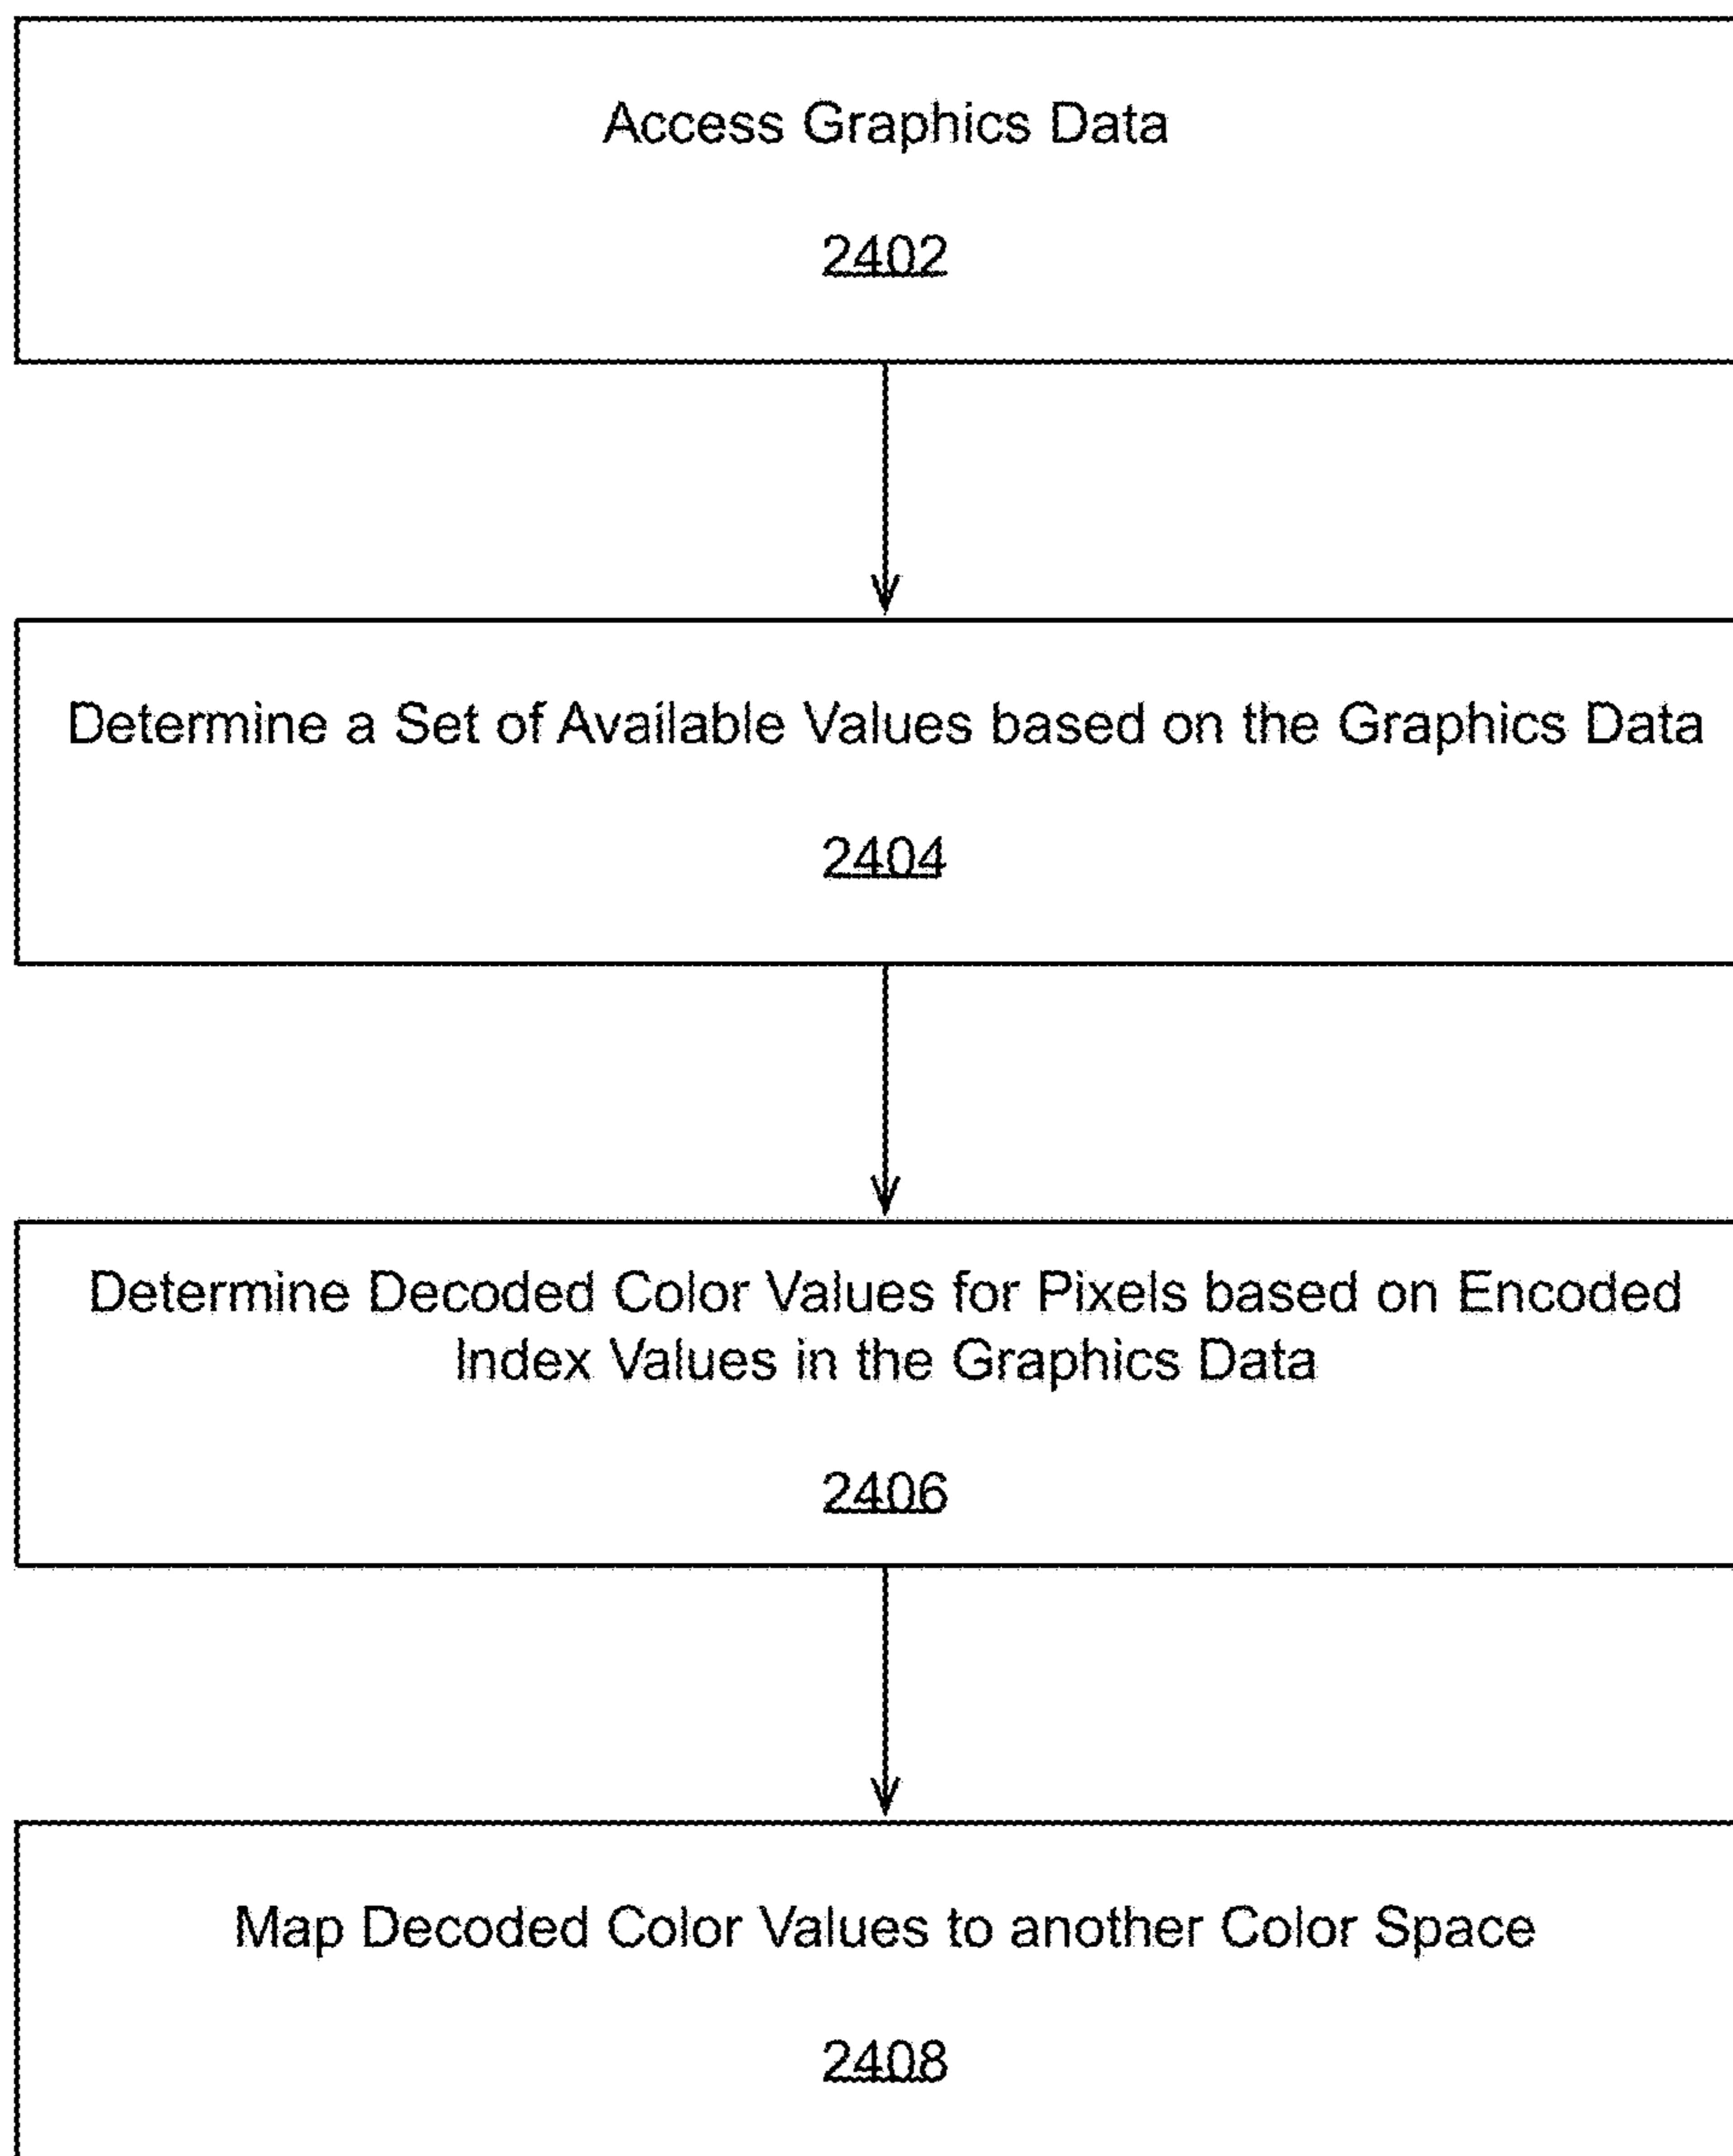 Access Graphics Data
2402
Determine a Set of Available Values based on the Graphics Data
2404
Determine Decoded Color Values for Pixels based on Encoded
Index Values in the Graphics Data
2406
Map Decoded Color Values to another Color Space
2408